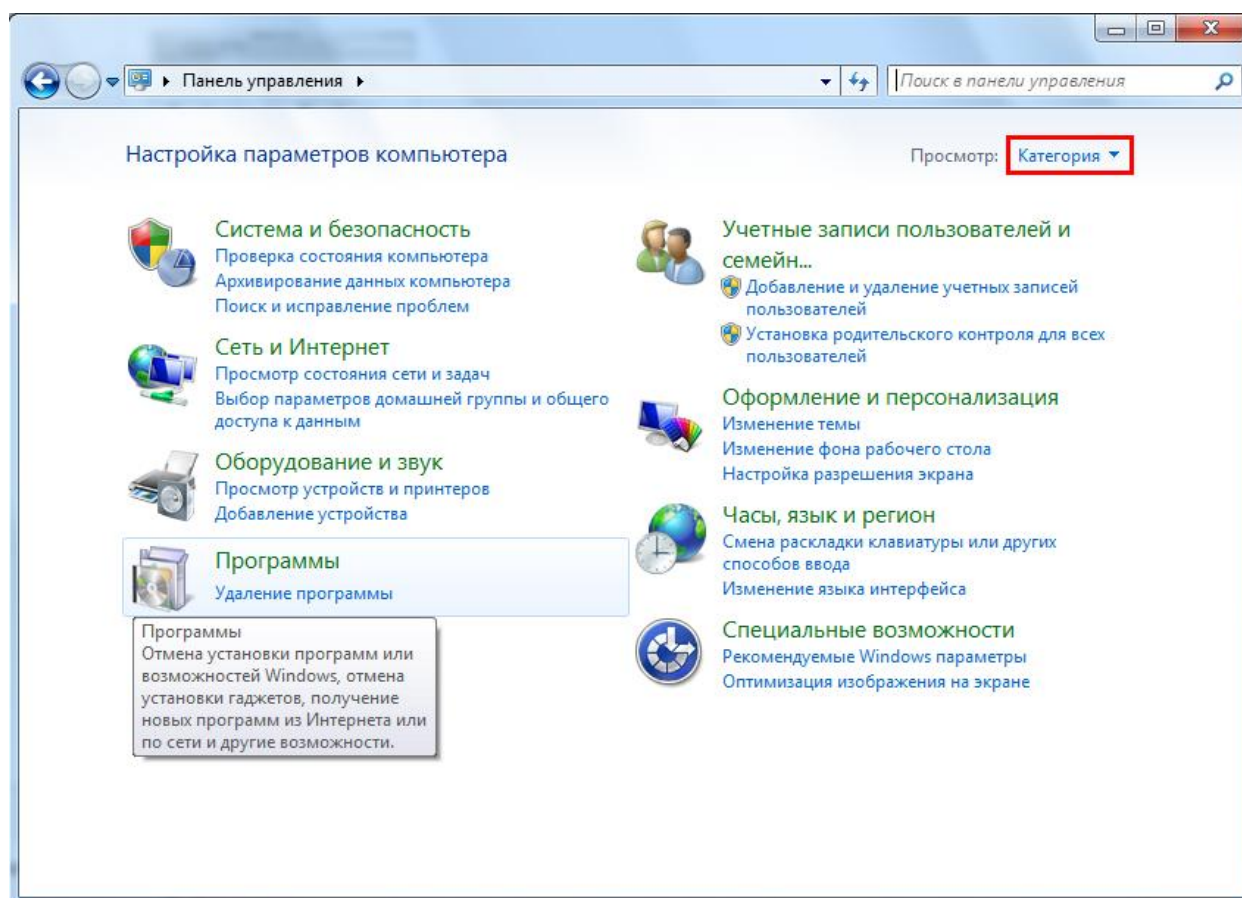 Панель управления
Поиск в панели управления
Настройка параметров компьютера
Просмотр: Категория
Система и безопасность
Проверка состояния компьютера
Архивирование данных компьютера
Поиск и исправление проблем
Сеть и Интернет
Просмотр состояния сети и задач
Выбор параметров домашней группы и общего
доступа к данным
Оборудование и звук
Просмотр устройств и принтеров
Добавление устройства
Программы
Удаление программы
Программы
Отмена установки программ или
возможностей Windows, отмена
установки гаджетов, получение
новых программ из Интернета или
по сети и другие возможности.
Учетные записи пользователей и
семейн...
Добавление и удаление учетных записей
пользователей
Установка родительского контроля для всех
пользователей
Оформление и персонализация
Изменение темы
Изменение фона рабочего стола
Настройка разрешения экрана
Часы, язык и регион
Смена раскладки клавиатуры или других
способов ввода
Изменение языка интерфейса
Специальные возможности
Рекомендуемые Windows параметры
Оптимизация изображения на экране